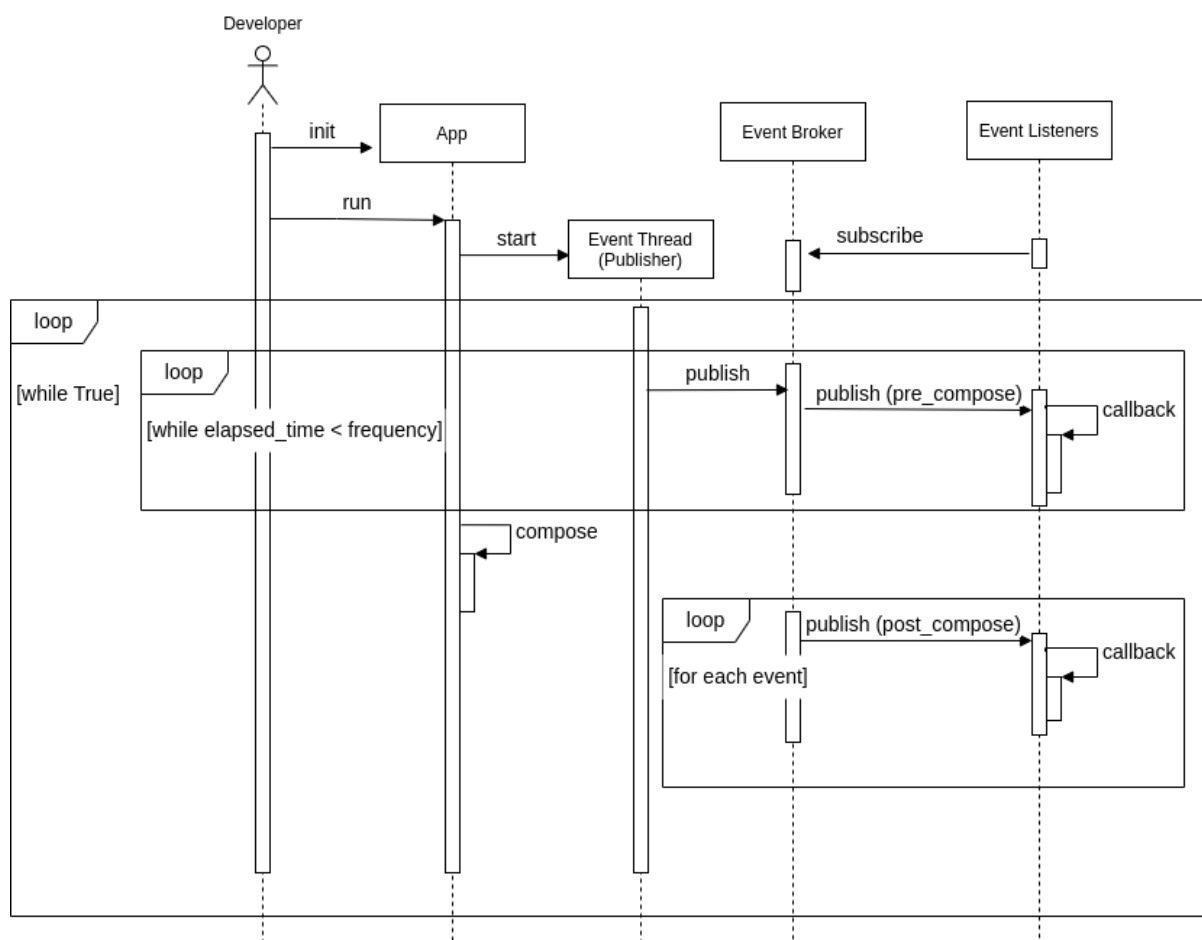 Developer
init
App
Event Broker
Event Listeners
run
start
Event Thread
(Publisher)
subscribe
loop
[while True]
loop
[while elapsed_time < frequency]
publish
publish (pre_compose)
callback
compose
loop
[for each event]
publish (post_compose)
callback